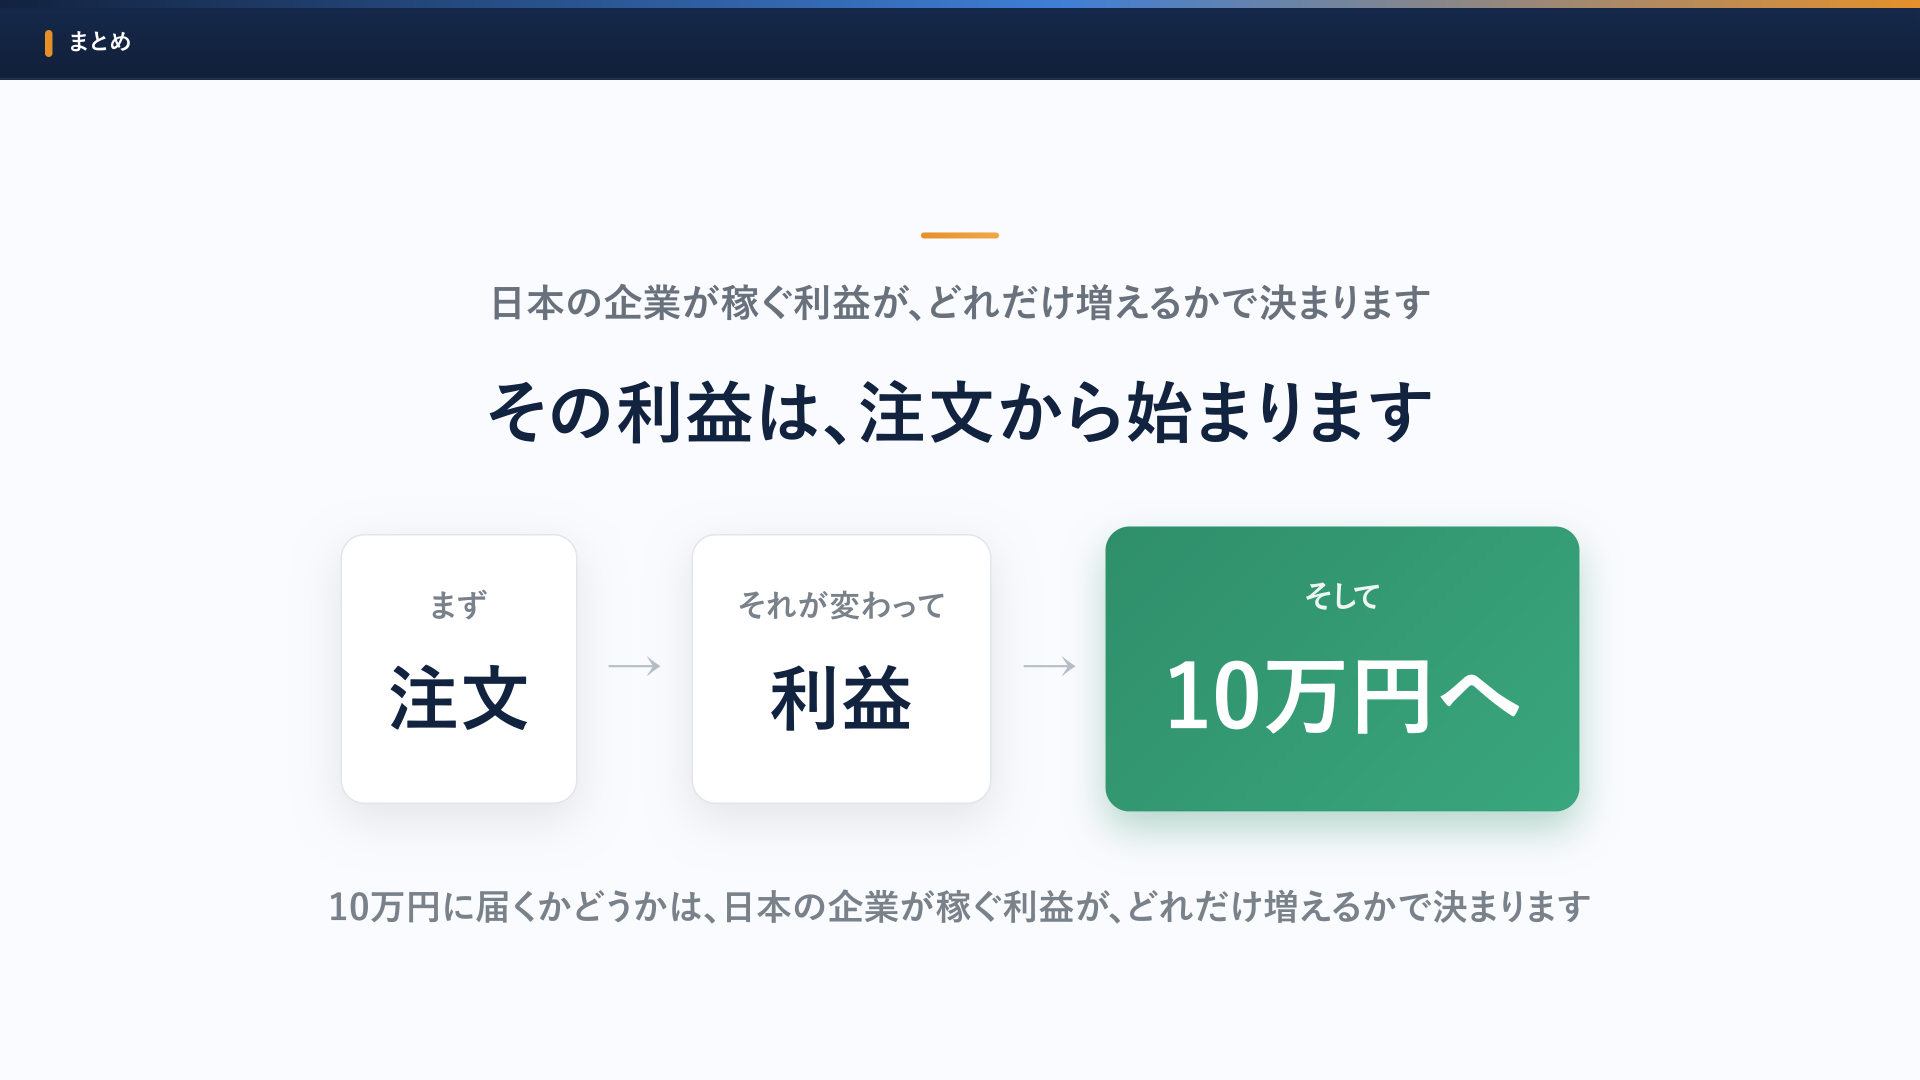 まとめ
日本の企業が稼ぐ利益が、どれだけ増えるかで決まります
その利益は、注文から始まります
まず
注文
→
それが変わって
利益
→
そして
10万円へ
10万円に届くかどうかは、日本の企業が稼ぐ利益が、どれだけ増えるかで決まります